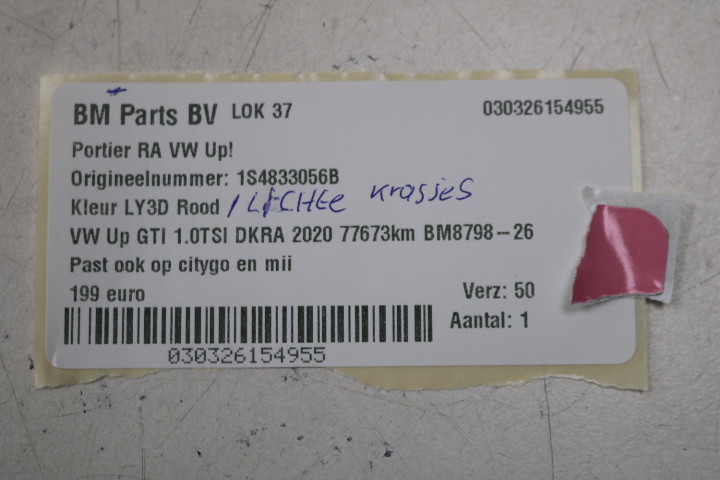 BM Parts BV LOK 37 030326154955
Portier RA VW Up!
Origineelnummer: 1S4833056B
Kleur LY3D Rood / LICHEe krasjes
VW Up GTI 1.0TSI DKRA 2020 77673km BM8798-26
Past ook op citygo en mii
199 euro Verz: 50
Aantal: 1
030326154955